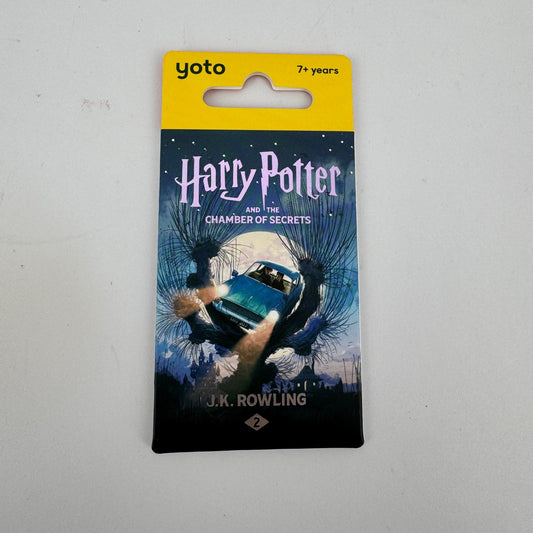 yoto
7+ years
Harry Potter
AND THE
CHAMBER OF SECRETS
J.K. ROWLING
2